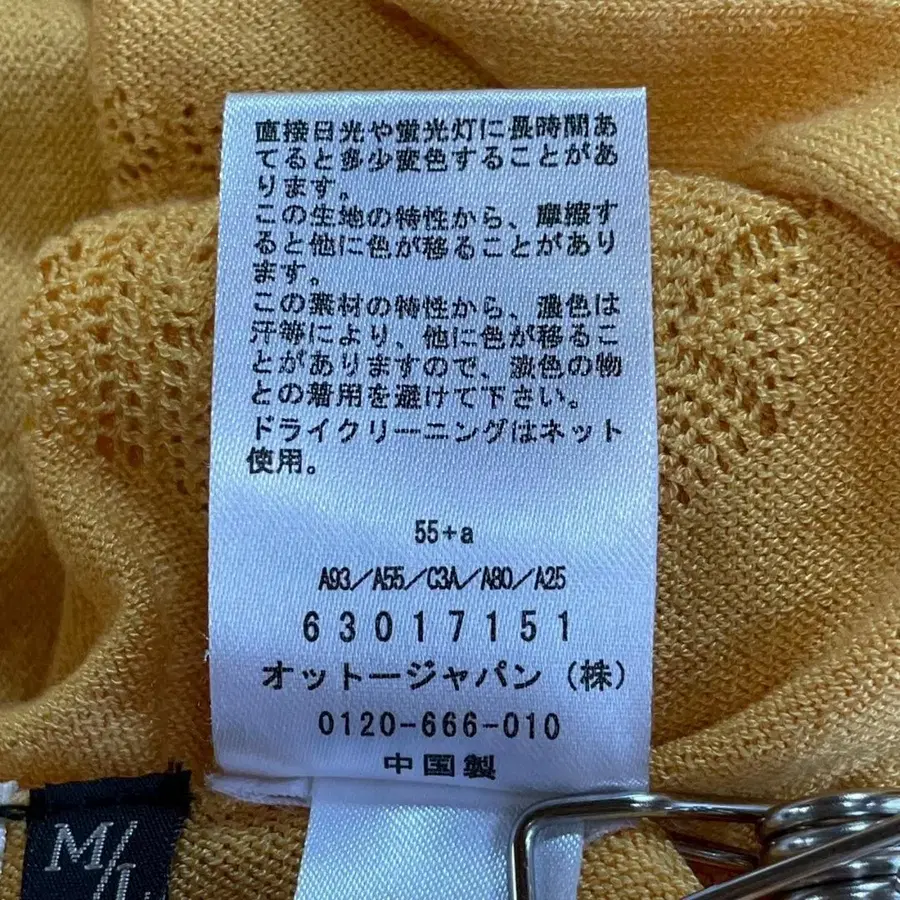 直接日光や蛍光灯に長時間あ
てると多少変色することがあ
ります。
この生地の特性から、摩擦す
ると他に色が移ることがあり
ます。
この素材の特性から、濃色は
汗等により、他に色が移るこ
とがありますので、淡色の物
との着用を避けて下さい。
ドライクリーニングはネット
使用。
55+a
A93/A55/C3A/A80/A25
63017151
オットージャパン（株）
0120-666-010
中国製
M/L